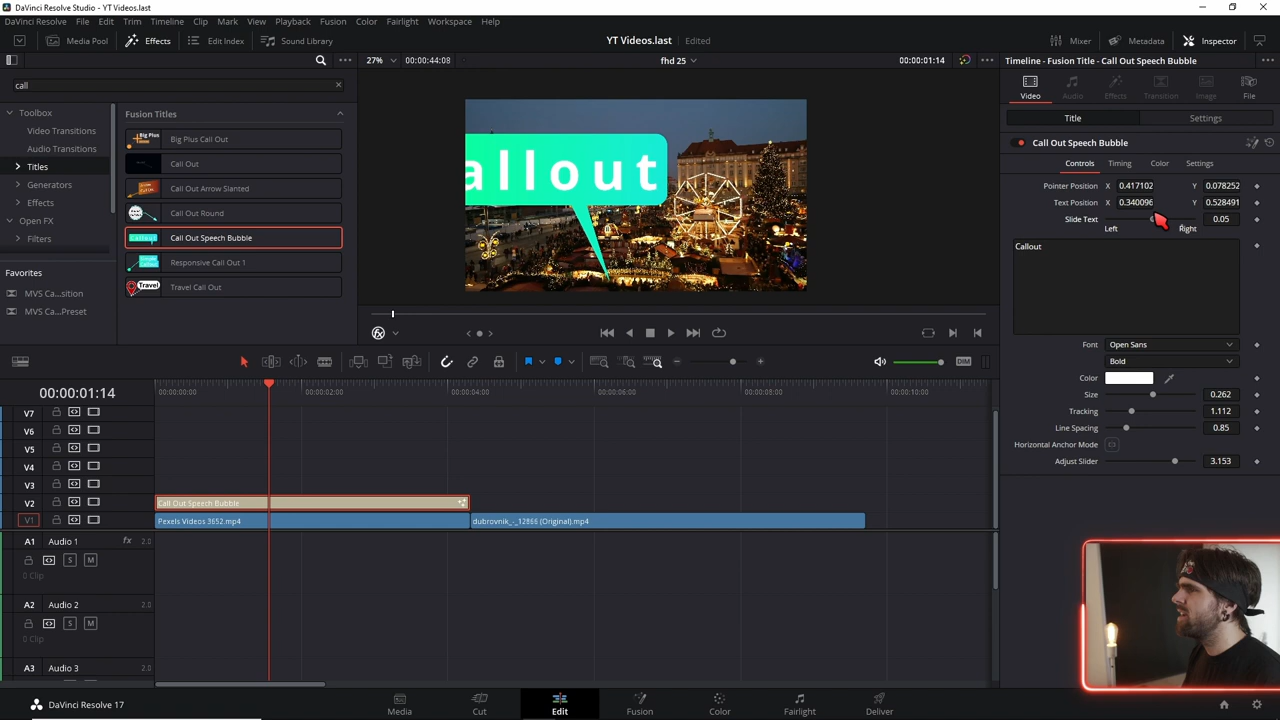 DaVinci Resolve Studio - YT Videos.last
DaVinci Resolve File Edit Trim Timeline Clip Mark View Playback Fusion Color Fairlight Workspace Help
Media Pool Effects Edit Index Sound Library YT Videos.last Edited Mixer Metadata Inspector
27% 00:00:44:08 fhd 25 00:00:01:14 Timeline - Fusion Title - Call Out Speech Bubble
call
Video Audio Effects Transition Image File
Toolbox
Video Transitions
Audio Transitions
Titles
Generators
Effects
Open FX
Filters
Favorites
MVS Ca...sition
MVS Ca...Preset
Fusion Titles
Big Plus Call Out
Call Out
Call Out Arrow Slanted
Call Out Round
Call Out Speech Bubble
Responsive Call Out 1
Travel Call Out
allout
Title Settings
Call Out Speech Bubble
Controls Timing Color Settings
Pointer Position X 0.417102 Y 0.078252
Text Position X 0.340096 Y 0.528491
Slide Text 0.05
Left Right
Callout
Font Open Sans
Bold
Color
Size 0.262
Tracking 1.112
Line Spacing 0.85
Horizontal Anchor Mode
Adjust Slider 3.153
DIM
00:00:01:14
00:00:00:00 00:00:02:00 00:00:04:00 00:00:06:00 00:00:08:00 00:00:10:00
V7
V6
V5
V4
V3
V2 Call Out Speech Bubble
V1 Pexels Videos 3652.mp4 dubrovnik_-_12866 (Original).mp4
A1 Audio 1 fx 2.0
S M
0 Clip
A2 Audio 2 2.0
S M
0 Clip
A3 Audio 3 2.0
DaVinci Resolve 17
Media Cut Edit Fusion Color Fairlight Deliver